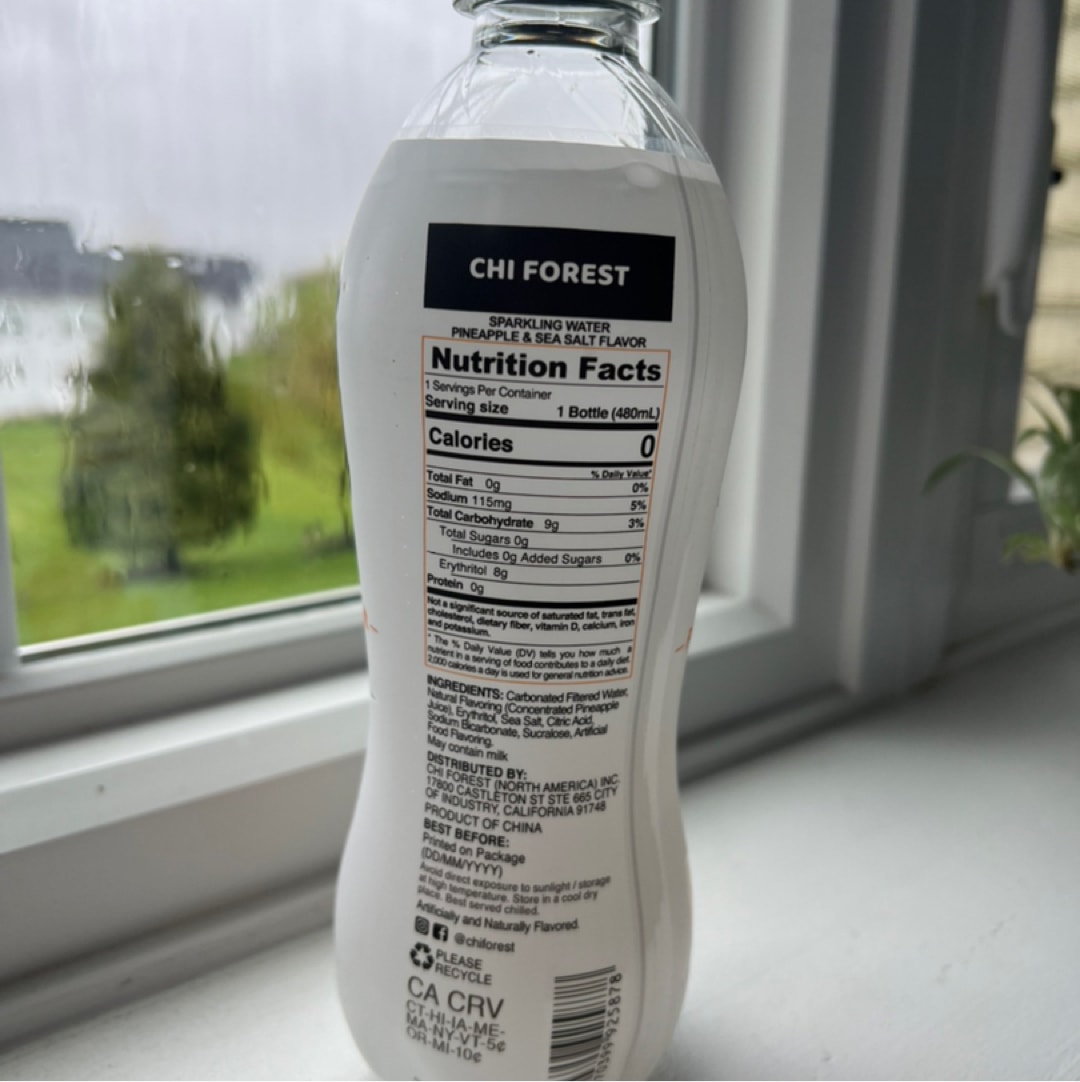 CHI FOREST
SPARKLING WATER
PINEAPPLE & SEA SALT FLAVOR
Nutrition Facts
1 Servings Per Container
Serving size 1 Bottle (480mL)
Calories 0
% Daily Value*
Total Fat 0g 0%
Sodium 115mg 5%
Total Carbohydrate 9g 3%
Total Sugars 0g
Includes 0g Added Sugars 0%
Erythritol 8g
Protein 0g
Not a significant source of saturated fat, trans fat,
cholesterol, dietary fiber, vitamin D, calcium, iron
and potassium.
* The % Daily Value (DV) tells you how much a
nutrient in a serving of food contributes to a daily diet.
2,000 calories a day is used for general nutrition advice.
INGREDIENTS: Carbonated Filtered Water,
Natural Flavoring (Concentrated Pineapple
Juice), Erythritol, Sea Salt, Citric Acid,
Sodium Bicarbonate, Sucralose, Artificial
Food Flavoring.
May contain milk
DISTRIBUTED BY:
CHI FOREST (NORTH AMERICA) INC.
17800 CASTLETON ST STE 665 CITY
OF INDUSTRY, CALIFORNIA 91748
PRODUCT OF CHINA
BEST BEFORE:
Printed on Package
(DD/MM/YYYY)
Avoid direct exposure to sunlight / storage
at high temperature. Store in a cool dry
place. Best served chilled.
Artificially and Naturally Flavored.
@chiforest
PLEASE
RECYCLE
CA CRV
CT-HI-IA-ME-
MA-NY-VT-5¢
OR-MI-10¢